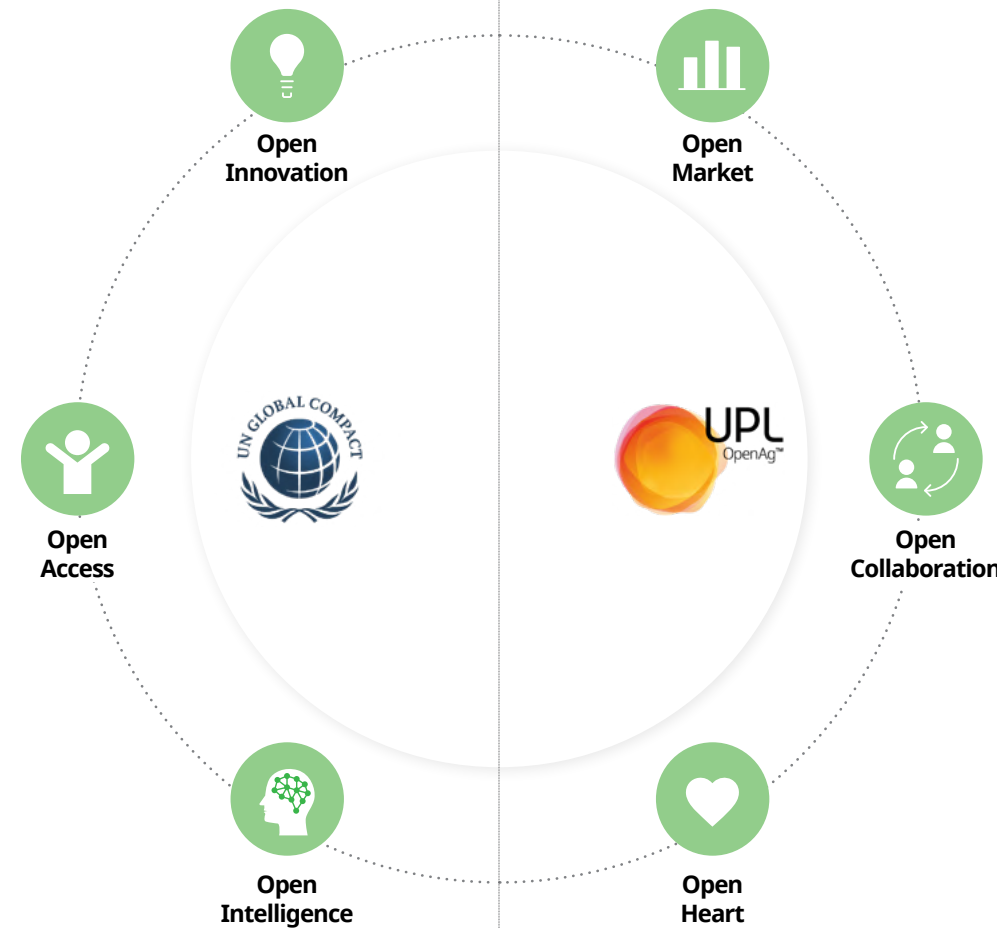 Open
Innovation
Open
Market
UN GLOBAL COMPACT
UPL
OpenAg™
Open
Access
Open
Collaboration
Open
Intelligence
Open
Heart